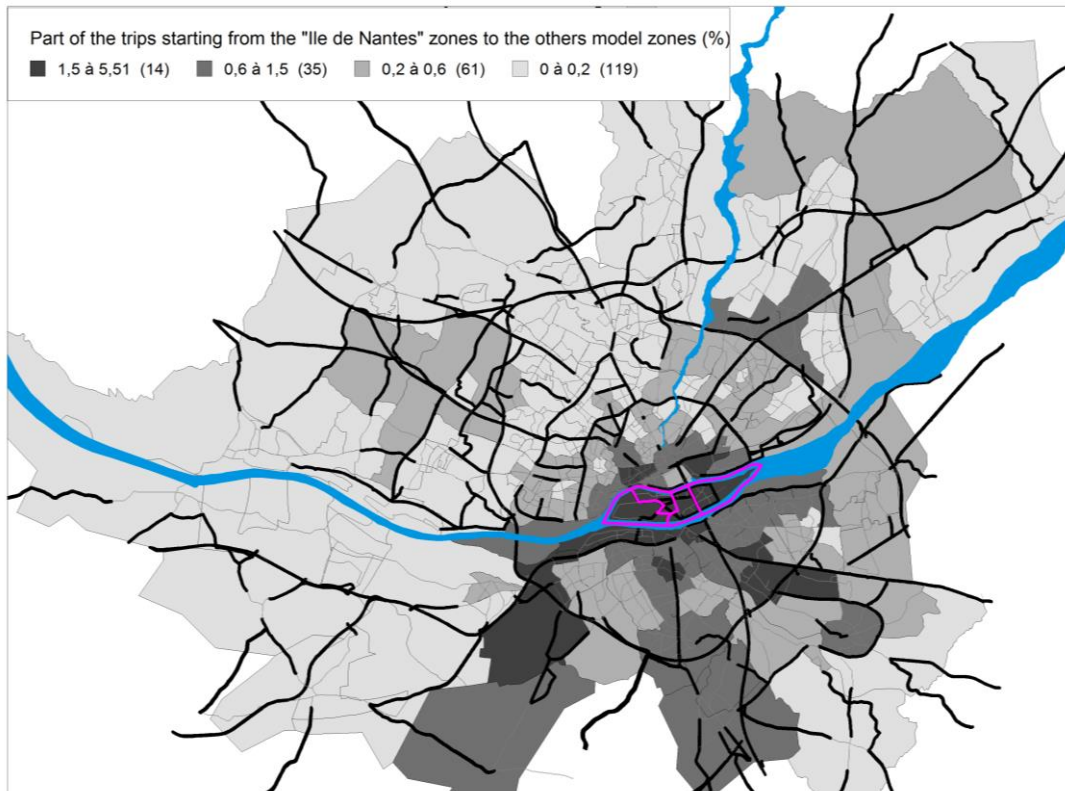 Part of the trips starting from the "Ile de Nantes" zones to the others model zones (%)
1,5 à 5,51 (14) 0,6 à 1,5 (35) 0,2 à 0,6 (61) 0 à 0,2 (119)